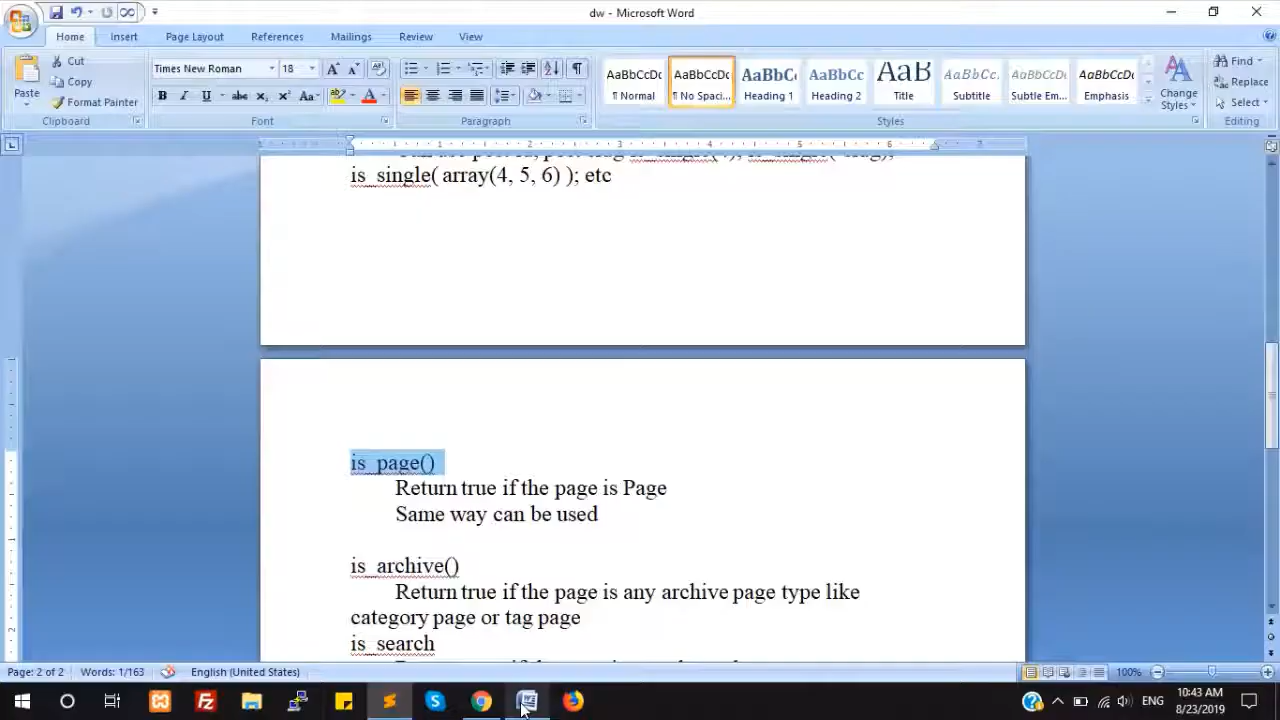 dw - Microsoft Word
Home Insert Page Layout References Mailings Review View
Paste
Cut
Copy
Format Painter
Clipboard
Times New Roman 18
Font
Paragraph
AaBbCcDc AaBbCcDc AaBbC AaBbCc AaB AaBbCc. AaBbCcDc AaBbCcDc
¶ Normal ¶ No Spaci... Heading 1 Heading 2 Title Subtitle Subtle Em... Emphasis
Change Styles
Styles
Find
Replace
Select
Editing
is_single( array(4, 5, 6) ); etc
is_page()
Return true if the page is Page
Same way can be used
is_archive()
Return true if the page is any archive page type like
category page or tag page
is_search
Page: 2 of 2 Words: 1/163 English (United States) 100%
ENG
10:43 AM
8/23/2019